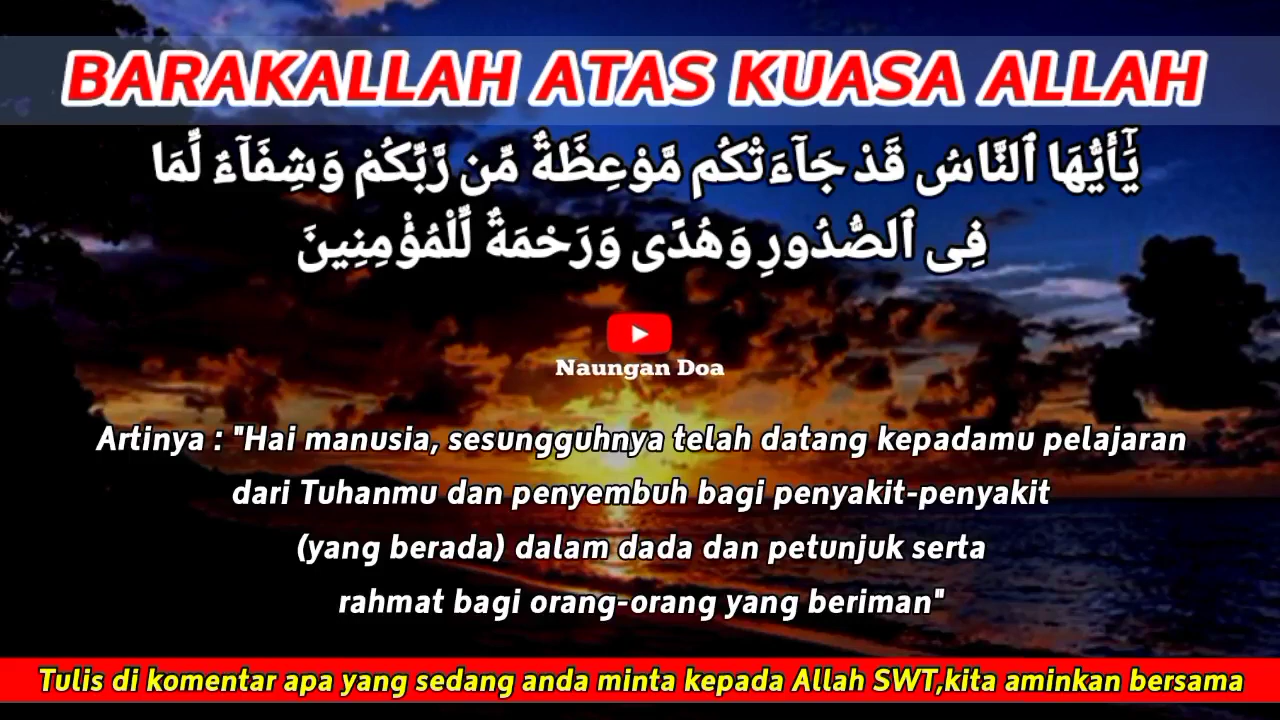 BARAKALLAH ATAS KUASA ALLAH
يَٰٓأَيُّهَا ٱلنَّاسُ قَدْ جَآءَتْكُم مَّوْعِظَةٌ مِّن رَّبِّكُمْ وَشِفَآءٌ لِّمَا
فِى ٱلصُّدُورِ وَهُدًى وَرَحْمَةٌ لِّلْمُؤْمِنِينَ
Naungan Doa
Artinya : "Hai manusia, sesungguhnya telah datang kepadamu pelajaran
dari Tuhanmu dan penyembuh bagi penyakit-penyakit
(yang berada) dalam dada dan petunjuk serta
rahmat bagi orang-orang yang beriman"
Tulis di komentar apa yang sedang anda minta kepada Allah SWT,kita aminkan bersama